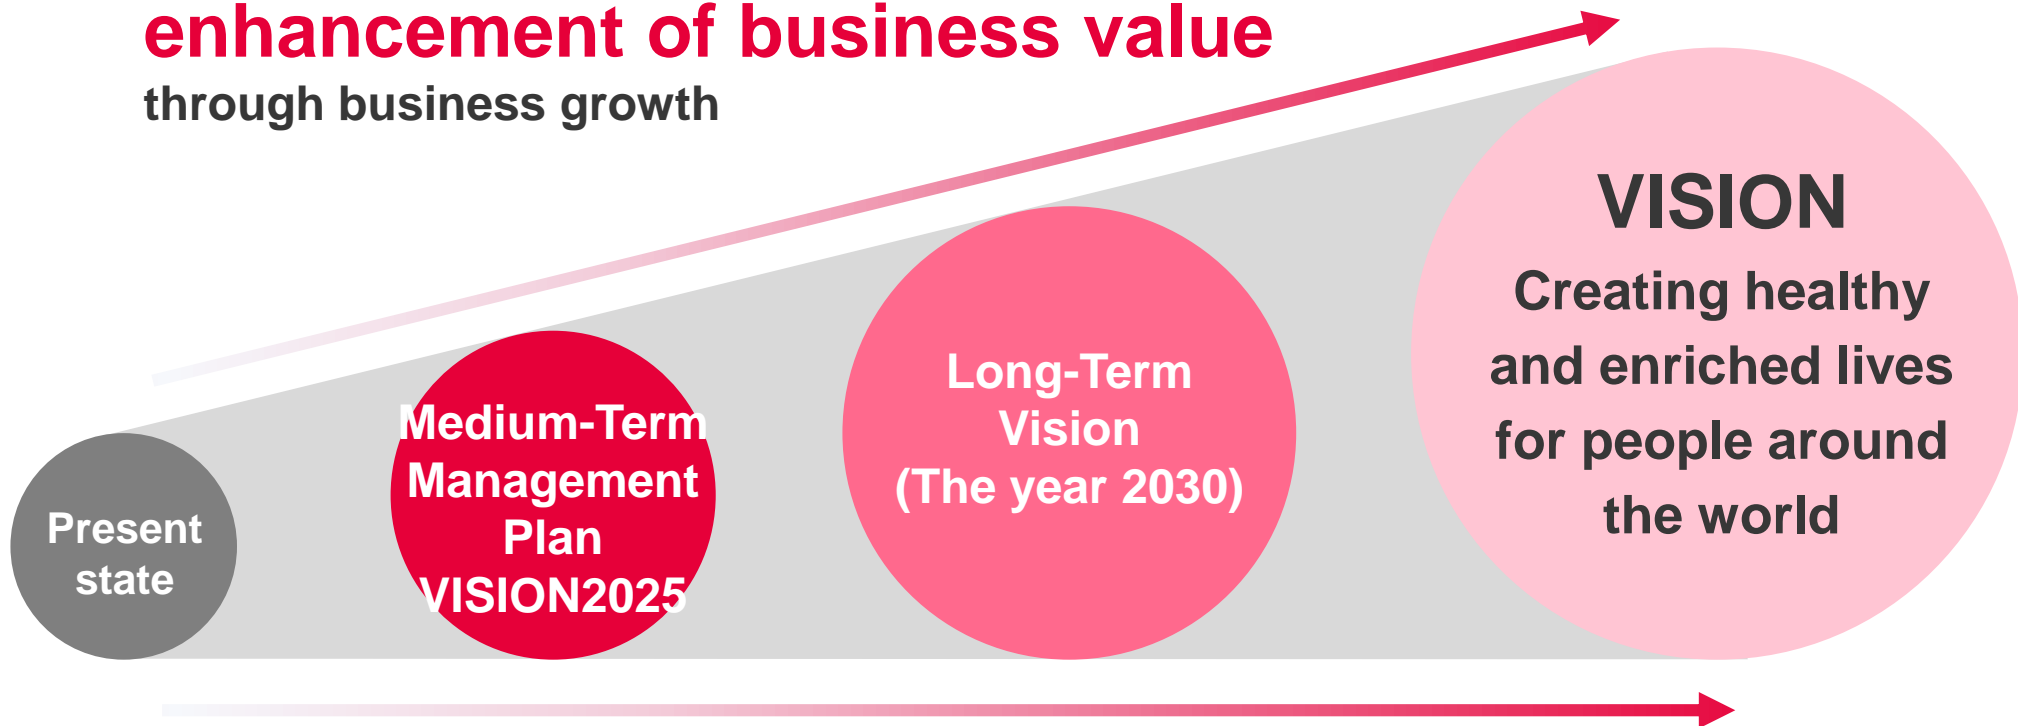 enhancement of business value
through business growth
Present
state
Medium-Term
Management
Plan
VISION2025
Long-Term
Vision
(The year 2030)
VISION
Creating healthy
and enriched lives
for people around
the world